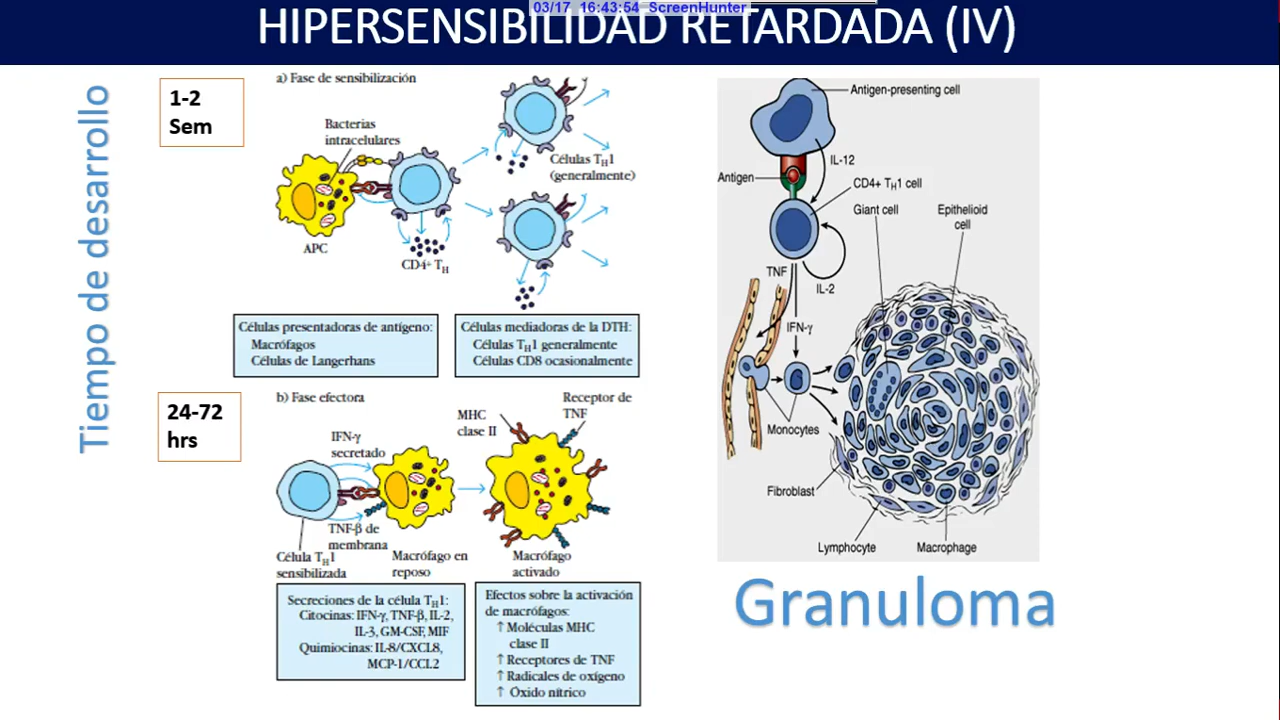 03/17 16:43:54 ScreenHunter
HIPERSENSIBILIDAD RETARDADA (IV)
Tiempo de desarrollo
1-2
Sem
a) Fase de sensibilización
Bacterias
intracelulares
APC
CD4+ TH
Células TH1
(generalmente)
Células presentadoras de antígeno:
Macrófagos
Células de Langerhans
Células mediadoras de la DTH:
Células TH1 generalmente
Células CD8 ocasionalmente
24-72
hrs
b) Fase efectora
IFN-γ
secretado
TNF-β de
membrana
Célula TH1
sensibilizada
Macrófago en
reposo
MHC
clase II
Receptor de
TNF
Macrófago
activado
Secreciones de la célula TH1:
Citocinas: IFN-γ, TNF-β, IL-2,
IL-3, GM-CSF, MIF
Quimiocinas: IL-8/CXCL8,
MCP-1/CCL2
Efectos sobre la activación
de macrófagos:
↑ Moléculas MHC
clase II
↑ Receptores de TNF
↑ Radicales de oxígeno
↑ Óxido nítrico
Antigen-presenting cell
IL-12
Antigen
CD4+ TH1 cell
Giant cell
Epithelioid
cell
TNF
IL-2
IFN-γ
Monocytes
Fibroblast
Lymphocyte
Macrophage
Granuloma